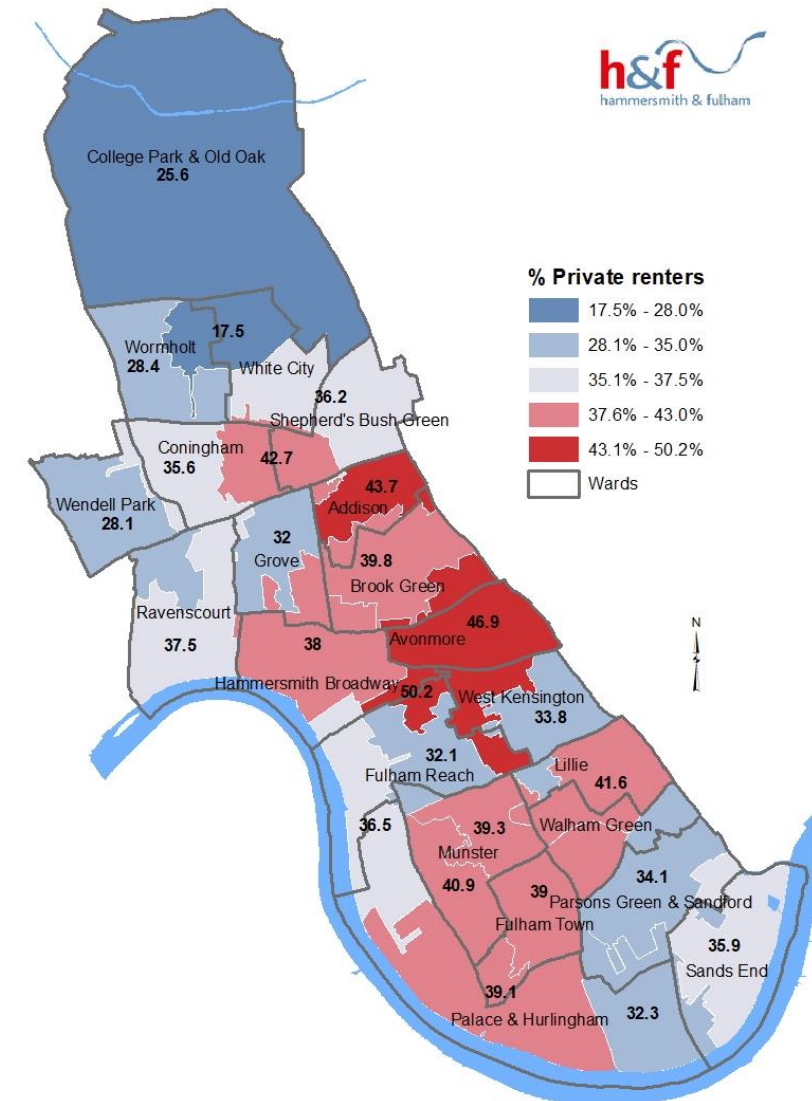 h&f
hammersmith & fulham
College Park & Old Oak
25.6
% Private renters
17.5% - 28.0%
28.1% - 35.0%
35.1% - 37.5%
37.6% - 43.0%
43.1% - 50.2%
Wards
17.5
Wormholt
28.4
White City
36.2
Shepherd's Bush Green
Coningham
35.6
42.7
Wendell Park
28.1
43.7
Addison
32
Grove
39.8
Brook Green
Ravenscourt
37.5
38
Hammersmith Broadway
46.9
Avonmore
N
50.2
West Kensington
33.8
32.1
Fulham Reach
Lillie
41.6
36.5
39.3
Munster
40.9
Walham Green
39
Fulham Town
34.1
Parsons Green & Sandford
35.9
Sands End
39.1
Palace & Hurlingham
32.3